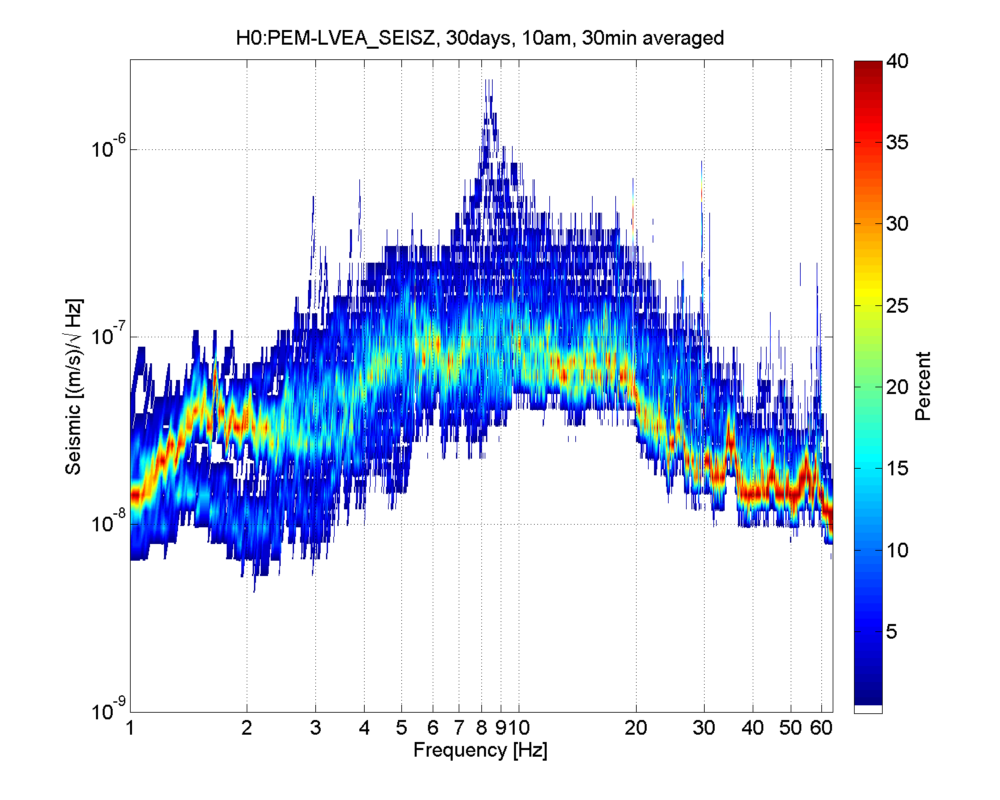 H0:PEM-LVEA_SEISZ, 30days, 10am, 30min averaged
Seismic [(m/s)/√ Hz]
10^-6
10^-7
10^-8
10^-9
1 2 3 4 5 6 7 8 9 10 20 30 40 50 60
Frequency [Hz]
40
35
30
25
20
15
10
5
Percent